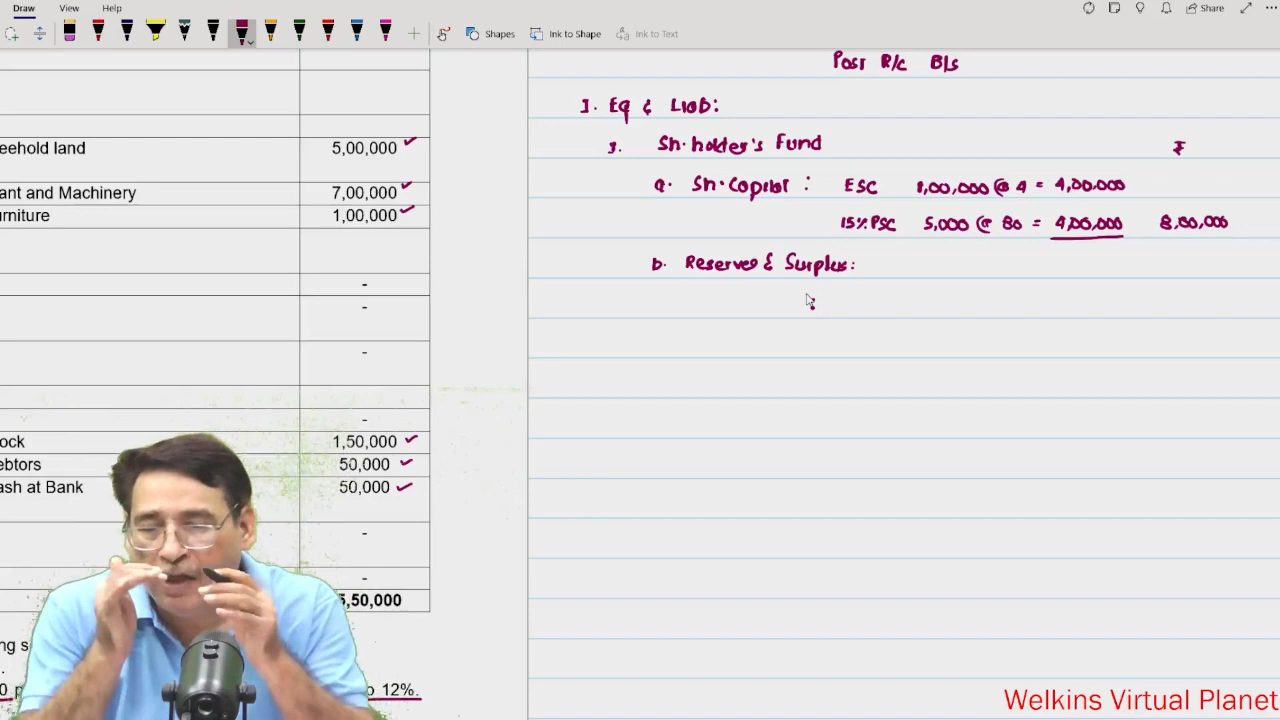 Draw View Help
Share
Shapes Ink to Shape Ink to Text
Post R/c B/s
I. Eq & Liab:
1. Sh.holder's Fund ₹
a. Sh.Capital : ESC 1,00,000 @ 4 = 4,00,000
15% PSC 5,000 @ 80 = 4,00,000 8,00,000
b. Reserves & Surplus:
eehold land 5,00,000
ant and Machinery 7,00,000
urniture 1,00,000
-
-
-
-
ock 1,50,000
ebtors 50,000
ash at Bank 50,000
-
-
5,50,000
ng s
0 p
o 12%.
Welkins Virtual Planet